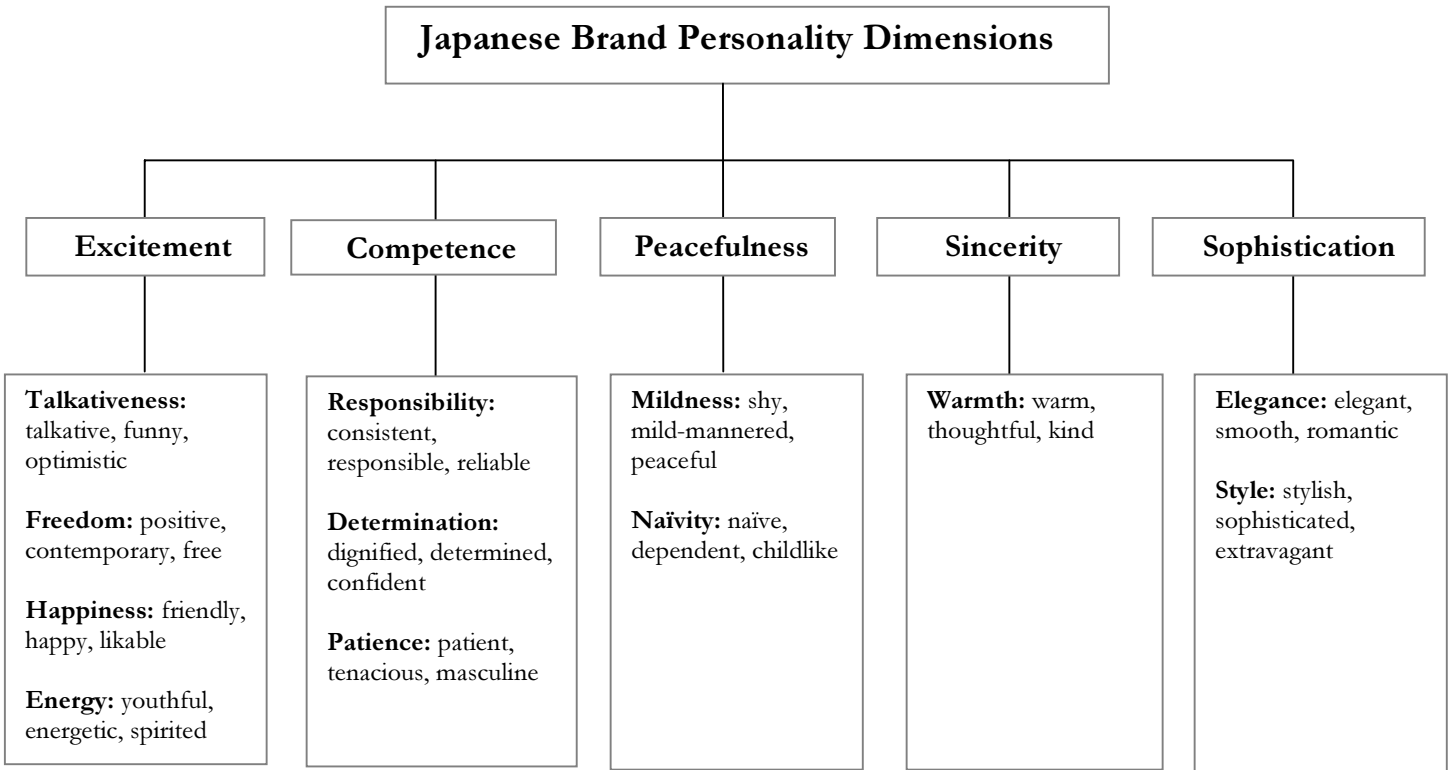 Japanese Brand Personality Dimensions
Excitement
Competence
Peacefulness
Sincerity
Sophistication
Talkativeness:
talkative, funny,
optimistic
Freedom: positive,
contemporary, free
Happiness: friendly,
happy, likable
Energy: youthful,
energetic, spirited
Responsibility:
consistent,
responsible, reliable
Determination:
dignified, determined,
confident
Patience: patient,
tenacious, masculine
Mildness: shy,
mild-mannered,
peaceful
Naïvity: naïve,
dependent, childlike
Warmth: warm,
thoughtful, kind
Elegance: elegant,
smooth, romantic
Style: stylish,
sophisticated,
extravagant